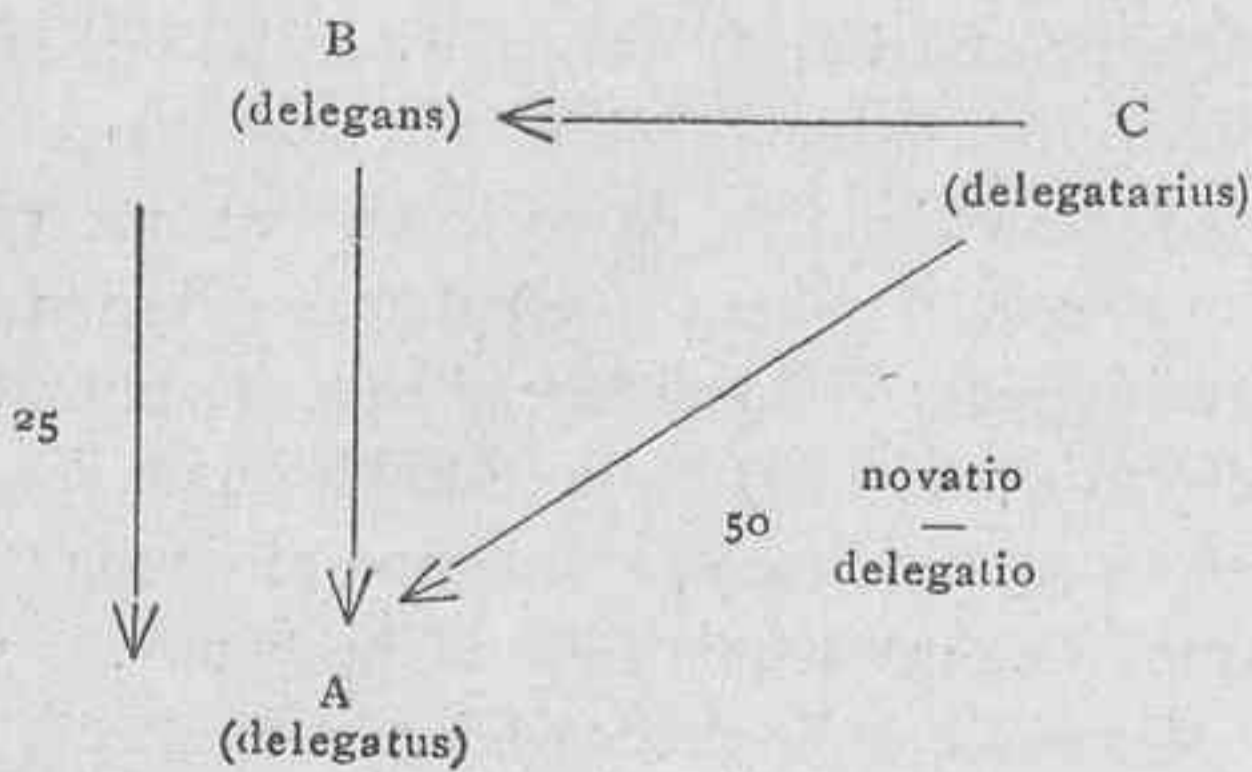 B
(delegans)
C
(delegatarius)
25
novatio
50
—
delegatio
A
(delegatus)